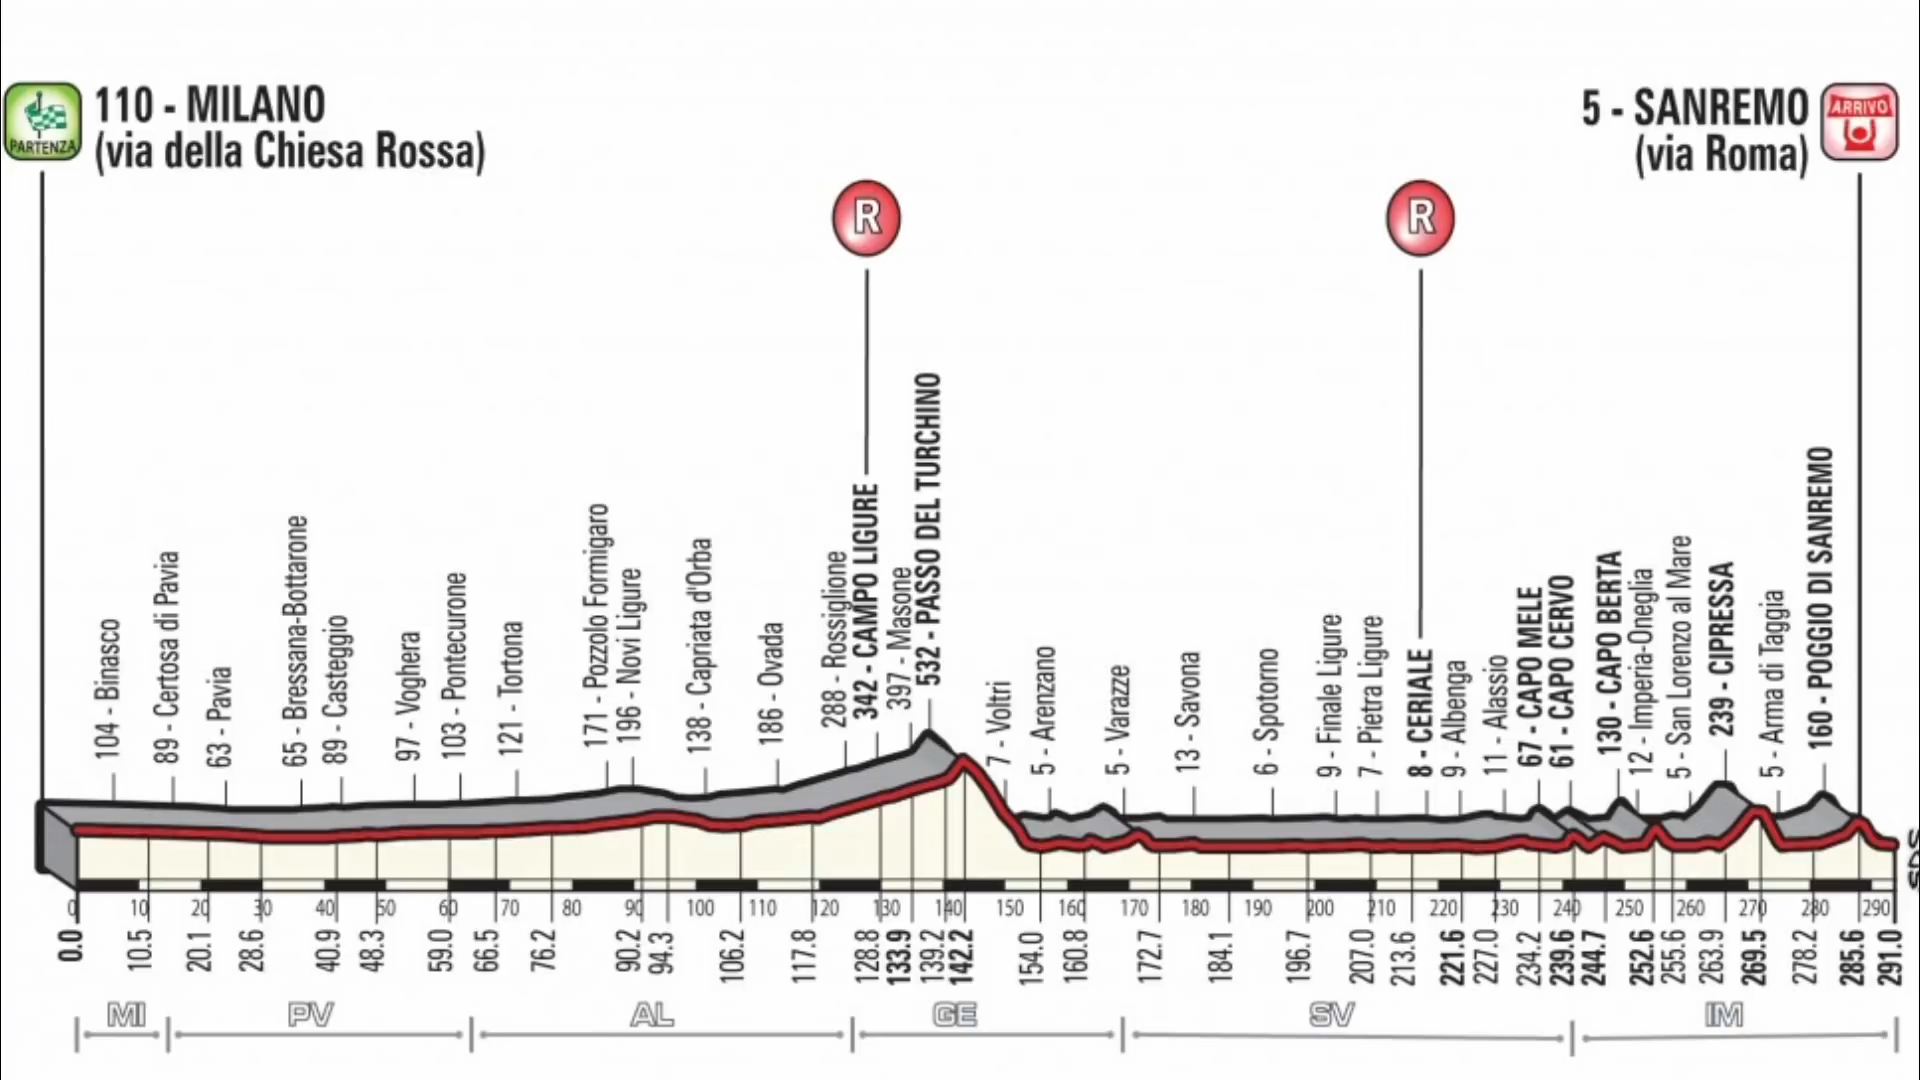 PARTENZA
110 - MILANO
(via della Chiesa Rossa)
5 - SANREMO
(via Roma)
ARRIVO
R
R
104 - Binasco
89 - Certosa di Pavia
63 - Pavia
65 - Bressana-Bottarone
89 - Casteggio
97 - Voghera
103 - Pontecurone
121 - Tortona
171 - Pozzolo Formigaro
196 - Novi Ligure
138 - Capriata d'Orba
186 - Ovada
288 - Rossiglione
342 - CAMPO LIGURE
397 - Masone
532 - PASSO DEL TURCHINO
7 - Voltri
5 - Arenzano
5 - Varazze
13 - Savona
6 - Spotorno
9 - Finale Ligure
7 - Pietra Ligure
8 - CERIALE
9 - Albenga
11 - Alassio
67 - CAPO MELE
61 - CAPO CERVO
130 - CAPO BERTA
12 - Imperia-Oneglia
5 - San Lorenzo al Mare
239 - CIPRESSA
5 - Arma di Taggia
160 - POGGIO DI SANREMO
SDS
0 10 20 30 40 50 60 70 80 90 100 110 120 130 140 150 160 170 180 190 200 210 220 230 240 250 260 270 280 290
0.0 10.5 20.1 28.6 40.9 48.3 59.0 66.5 76.2 90.2 94.3 106.2 117.8 128.8 133.9 139.2 142.2 154.0 160.8 172.7 184.1 196.7 207.0 213.6 221.6 227.0 234.2 239.6 244.7 252.6 255.6 263.9 269.5 278.2 285.6 291.0
MI PV AL GE SV IM